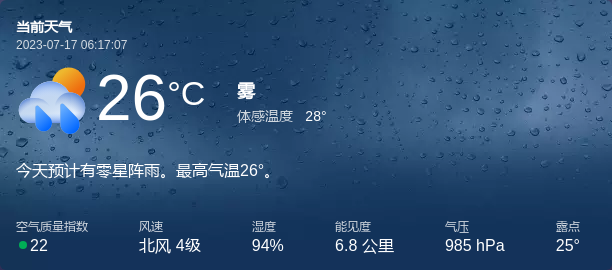 当前天气
2023-07-17 06:17:07
26°C
雾
体感温度 28°
今天预计有零星阵雨。最高气温26°。
空气质量指数 风速 湿度 能见度 气压 露点
22 北风 4级 94% 6.8 公里 985 hPa 25°